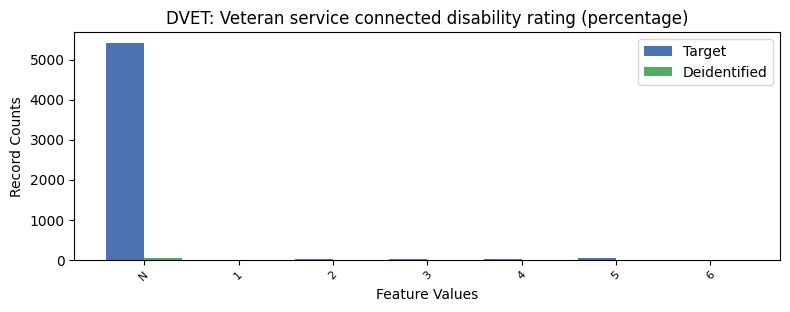 DVET: Veteran service connected disability rating (percentage)
Target
Deidentified
5000
4000
3000
2000
1000
0
Record Counts
N 1 2 3 4 5 6
Feature Values